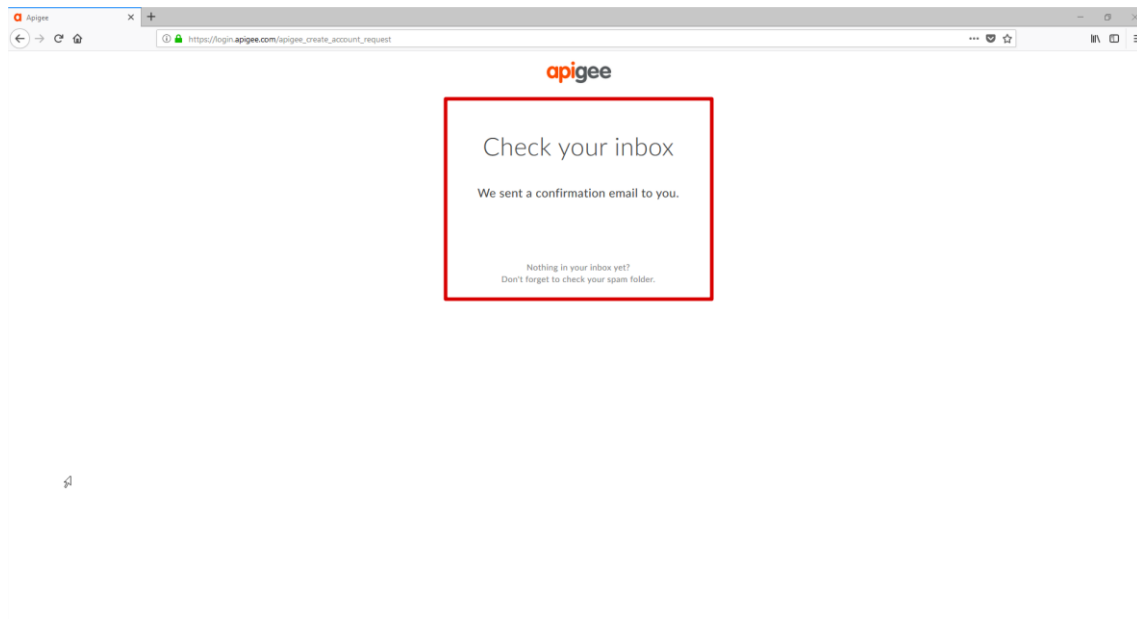 Apigee
https://login.apigee.com/apigee_create_account_request
apigee
Check your inbox
We sent a confirmation email to you.
Nothing in your inbox yet?
Don't forget to check your spam folder.